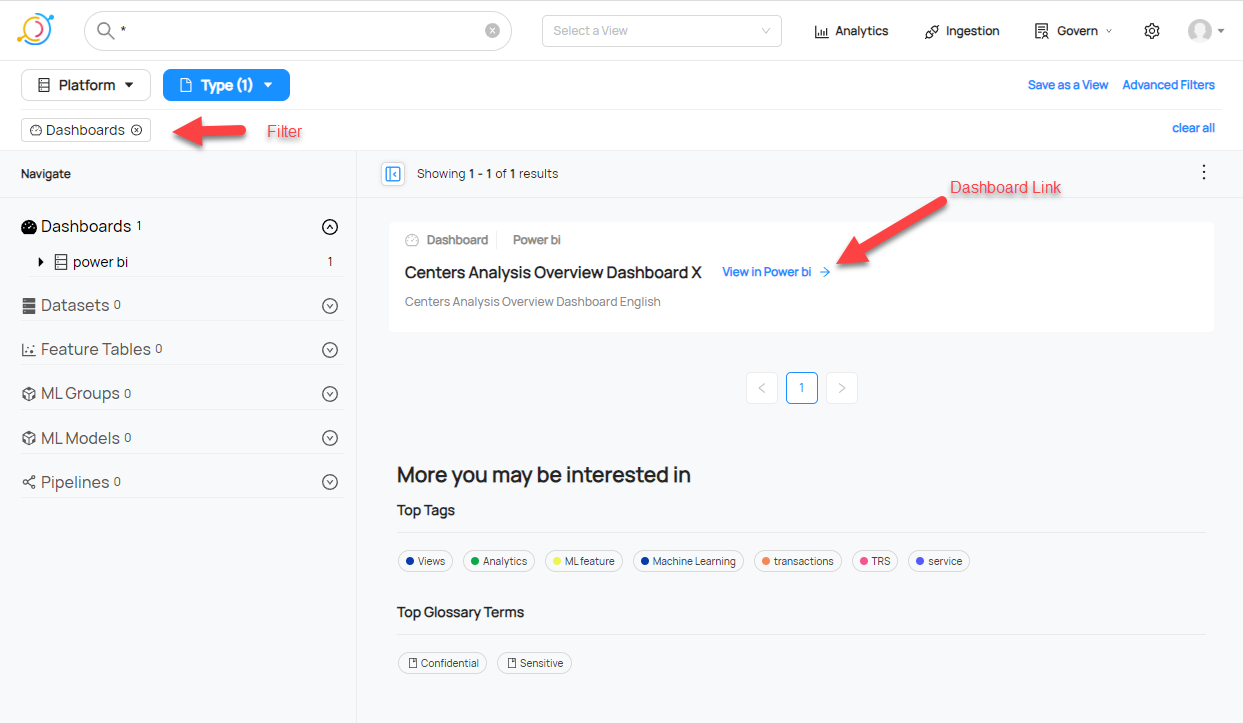 *
Select a View
Analytics
Ingestion
Govern
Platform
Type (1)
Save as a View
Advanced Filters
Dashboards
Filter
clear all
Navigate
Showing 1 - 1 of 1 results
Dashboard Link
Dashboards 1
power bi 1
Datasets 0
Feature Tables 0
ML Groups 0
ML Models 0
Pipelines 0
Dashboard
Power bi
Centers Analysis Overview Dashboard X
View in Power bi →
Centers Analysis Overview Dashboard English
< 1 >
More you may be interested in
Top Tags
Views
Analytics
ML feature
Machine Learning
transactions
TRS
service
Top Glossary Terms
Confidential
Sensitive